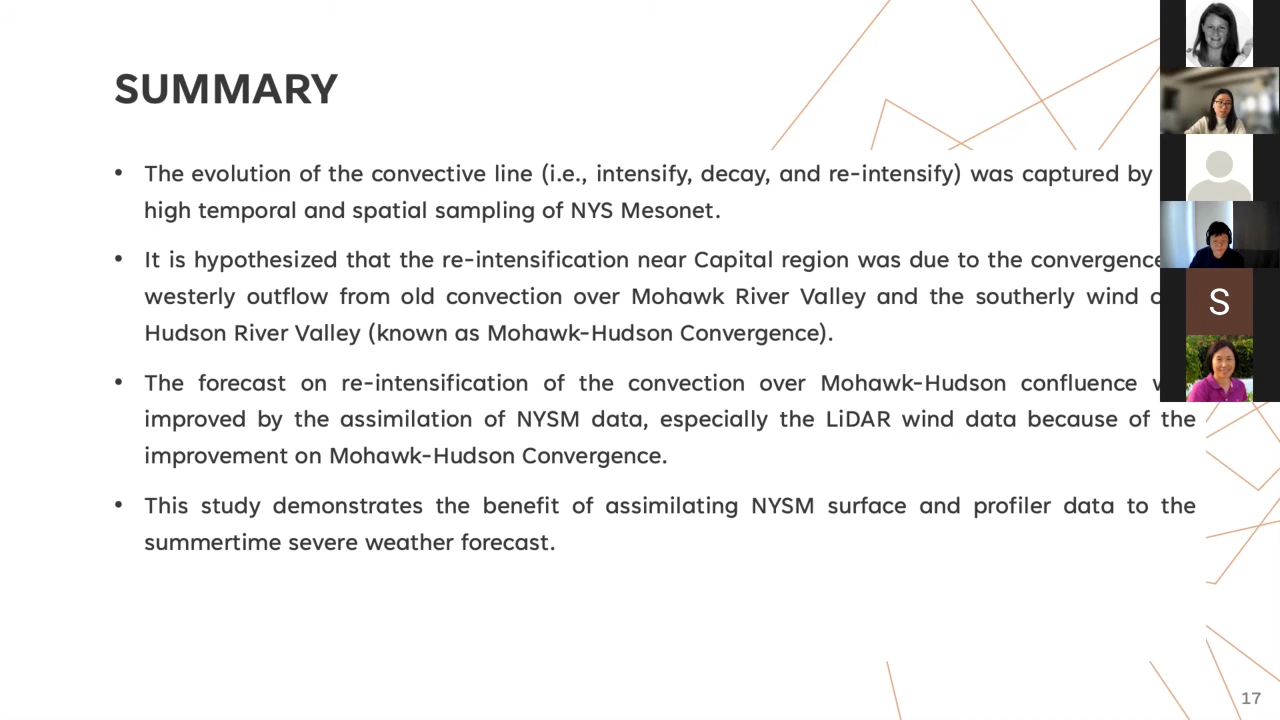 SUMMARY
• The evolution of the convective line (i.e., intensify, decay, and re-intensify) was captured by
high temporal and spatial sampling of NYS Mesonet.
• It is hypothesized that the re-intensification near Capital region was due to the convergence
westerly outflow from old convection over Mohawk River Valley and the southerly wind
Hudson River Valley (known as Mohawk-Hudson Convergence).
• The forecast on re-intensification of the convection over Mohawk-Hudson confluence
improved by the assimilation of NYSM data, especially the LiDAR wind data because of the
improvement on Mohawk-Hudson Convergence.
• This study demonstrates the benefit of assimilating NYSM surface and profiler data to the
summertime severe weather forecast.
S
17